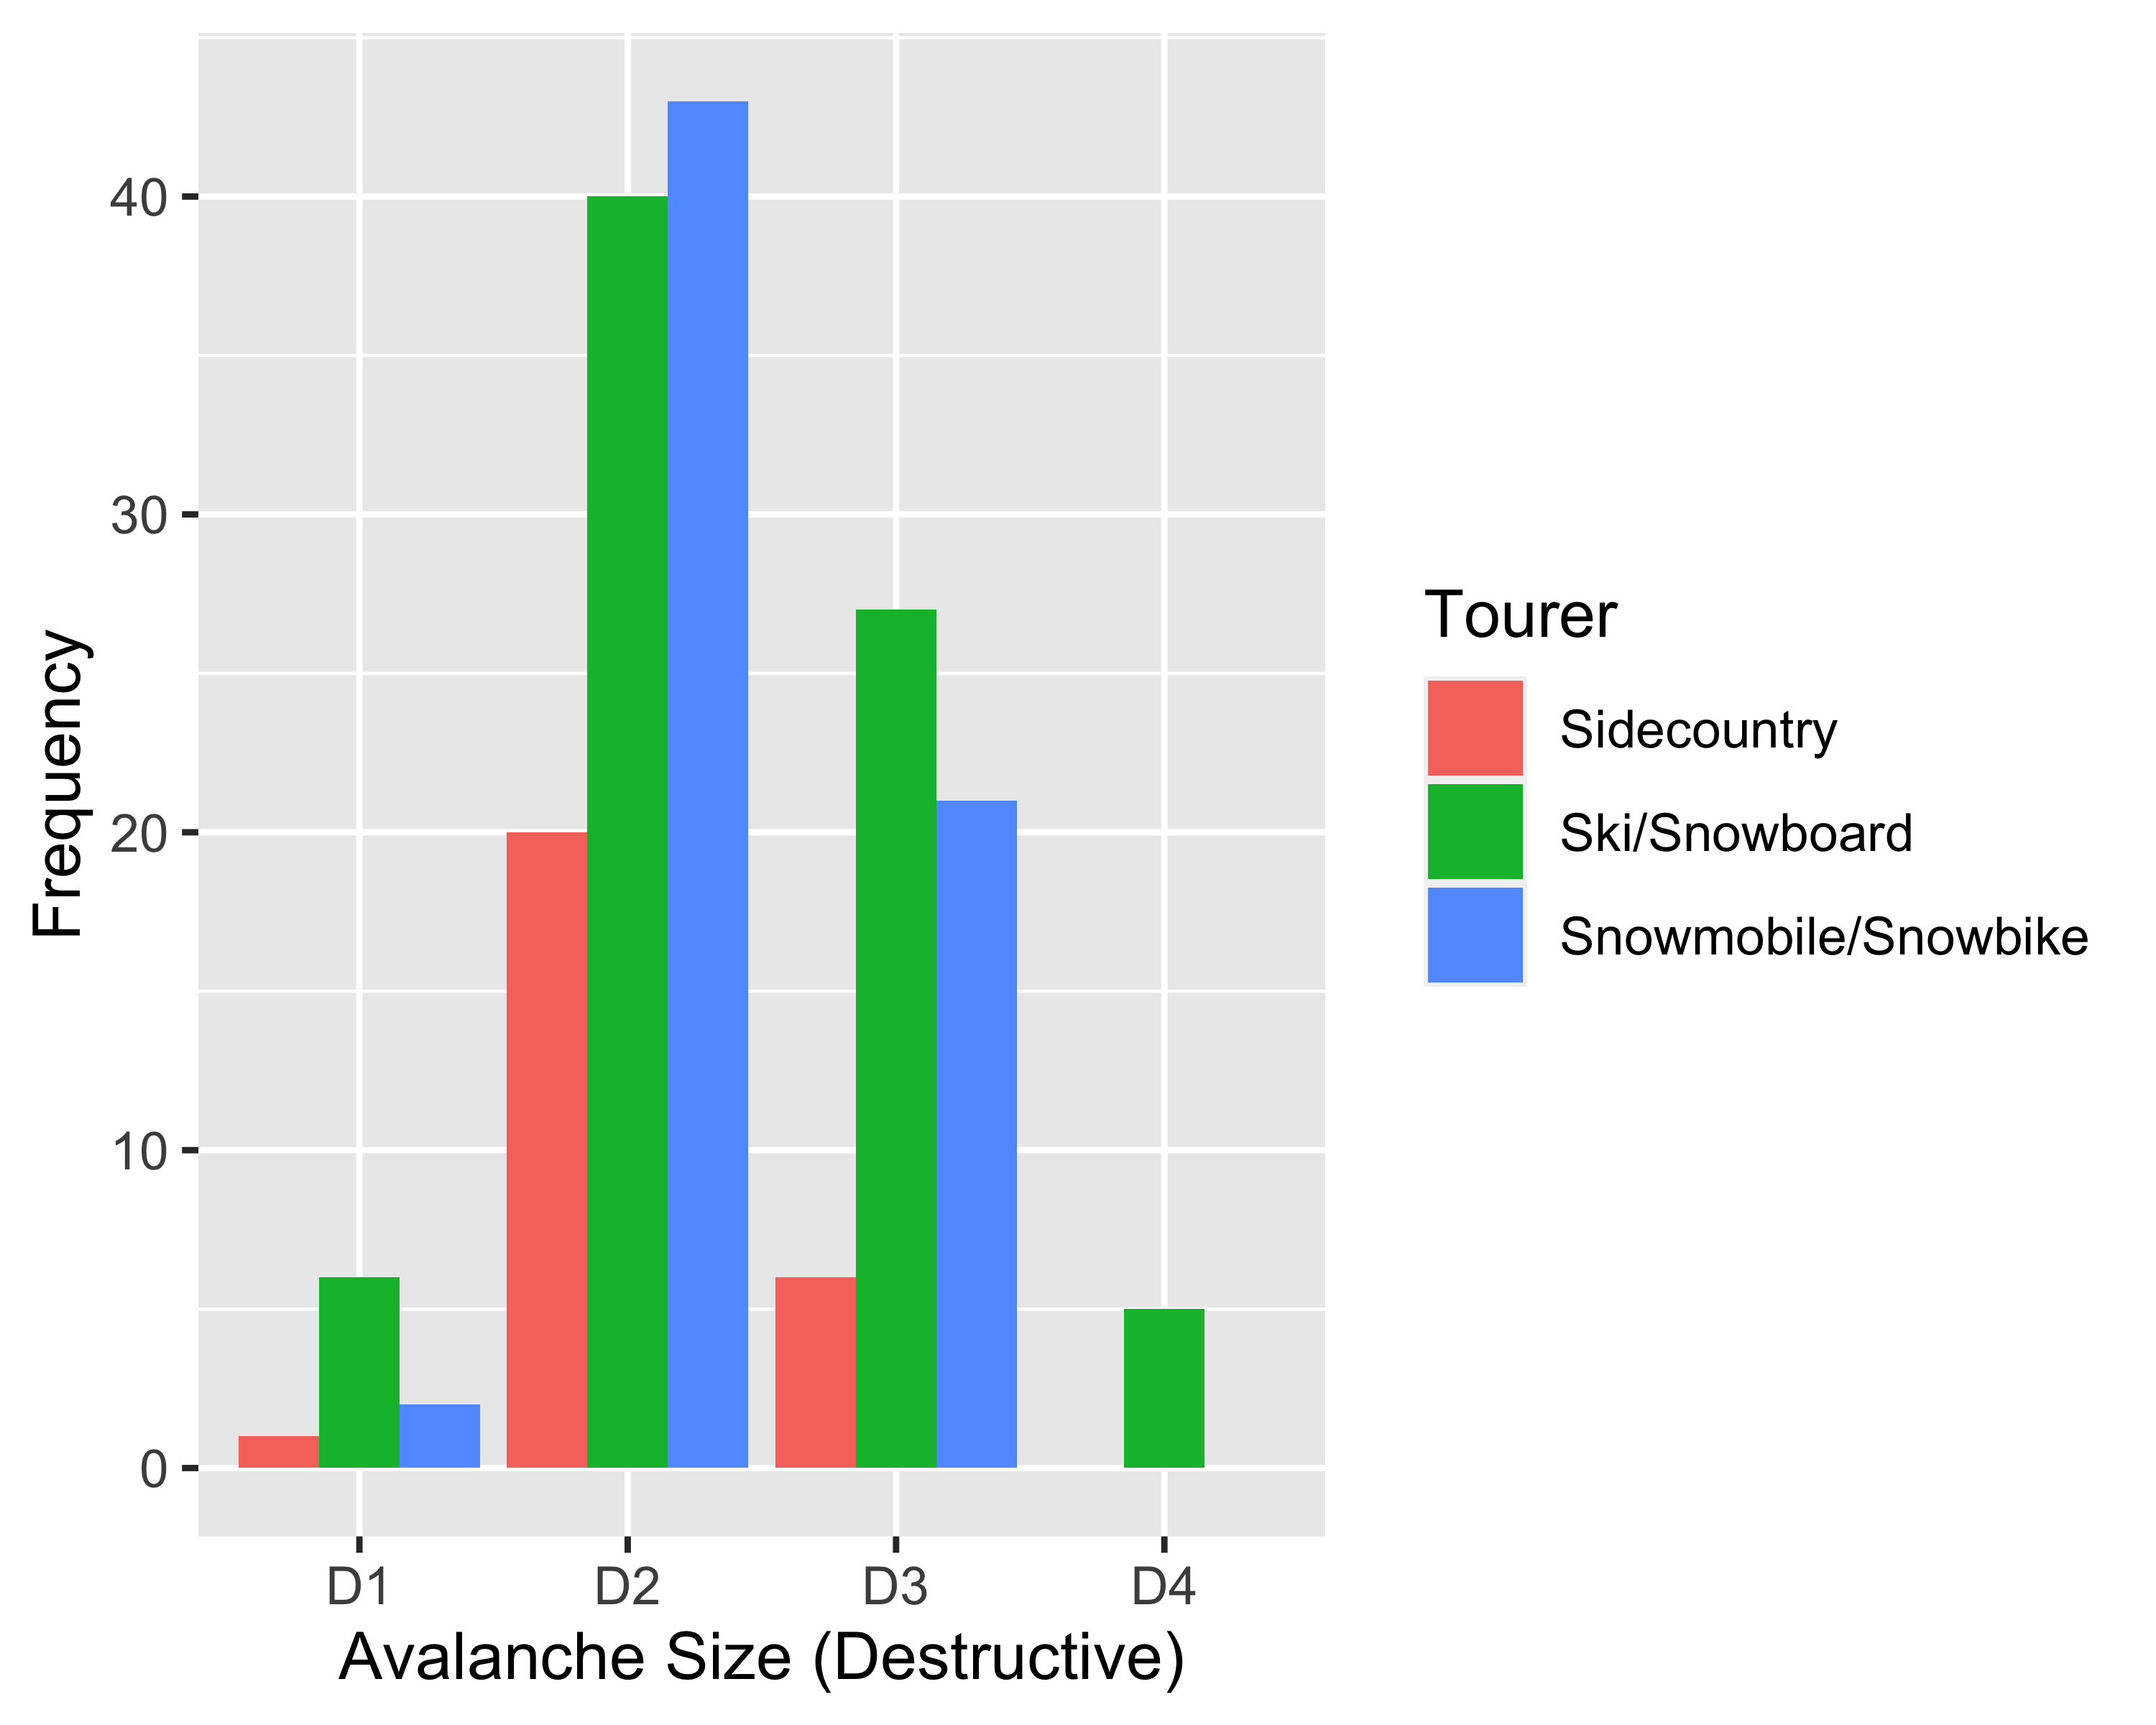 40
30
20
10
0
Frequency
D1 D2 D3 D4
Avalanche Size (Destructive)
Tourer
Sidecountry
Ski/Snowboard
Snowmobile/Snowbike